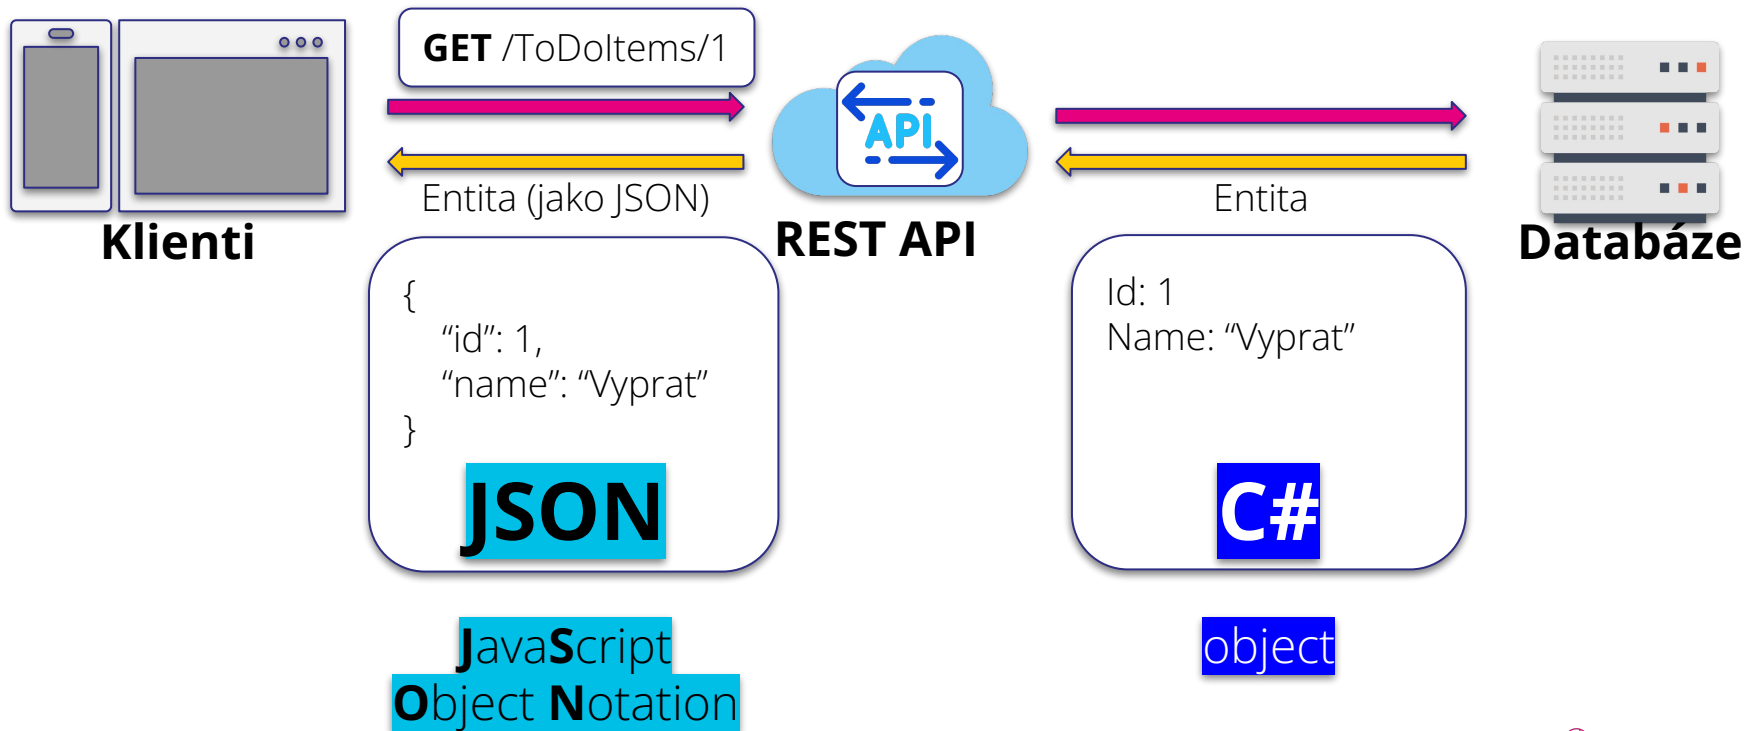 GET /ToDoItems/1
API
Entita (jako JSON)
Entita
Klienti
REST API
Databáze
{
“id”: 1,
“name”: “Vyprat”
}
JSON
JavaScript
Object Notation
Id: 1
Name: “Vyprat”
C#
object